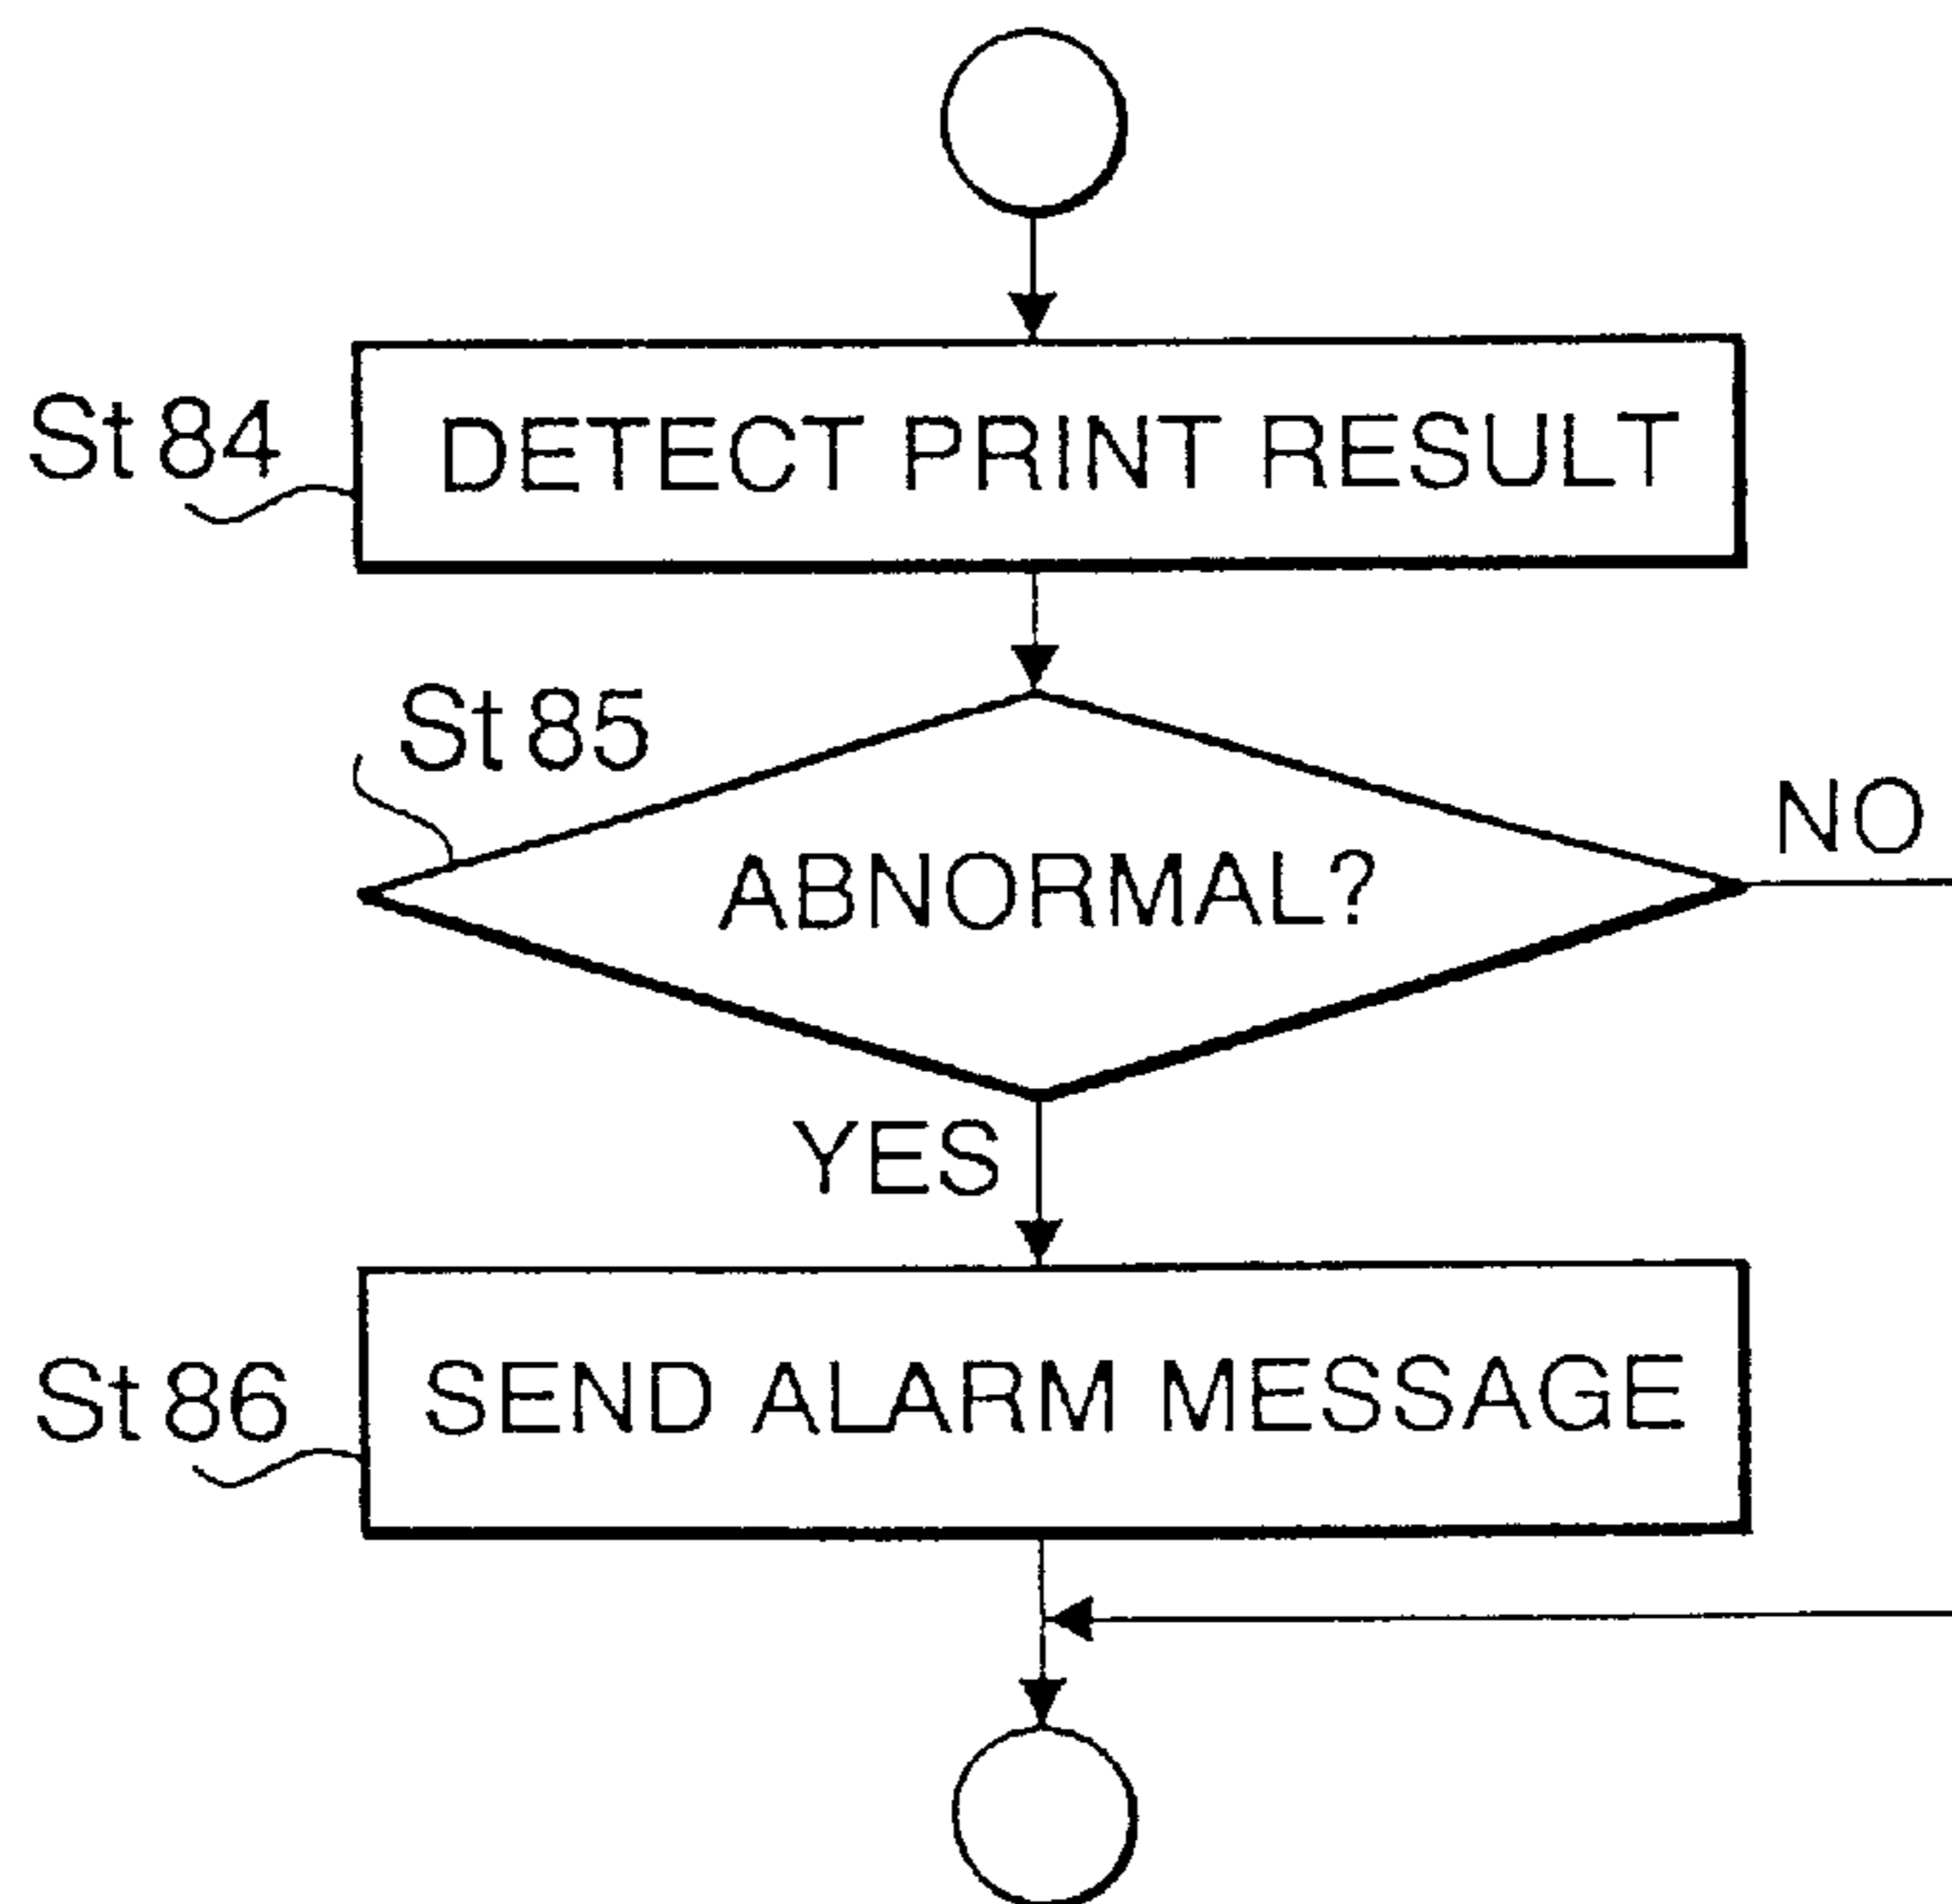 St 84
DETECT PRINT RESULT
St 85
NO
ABNORMAL?
YES
St 86
SEND ALARM MESSAGE